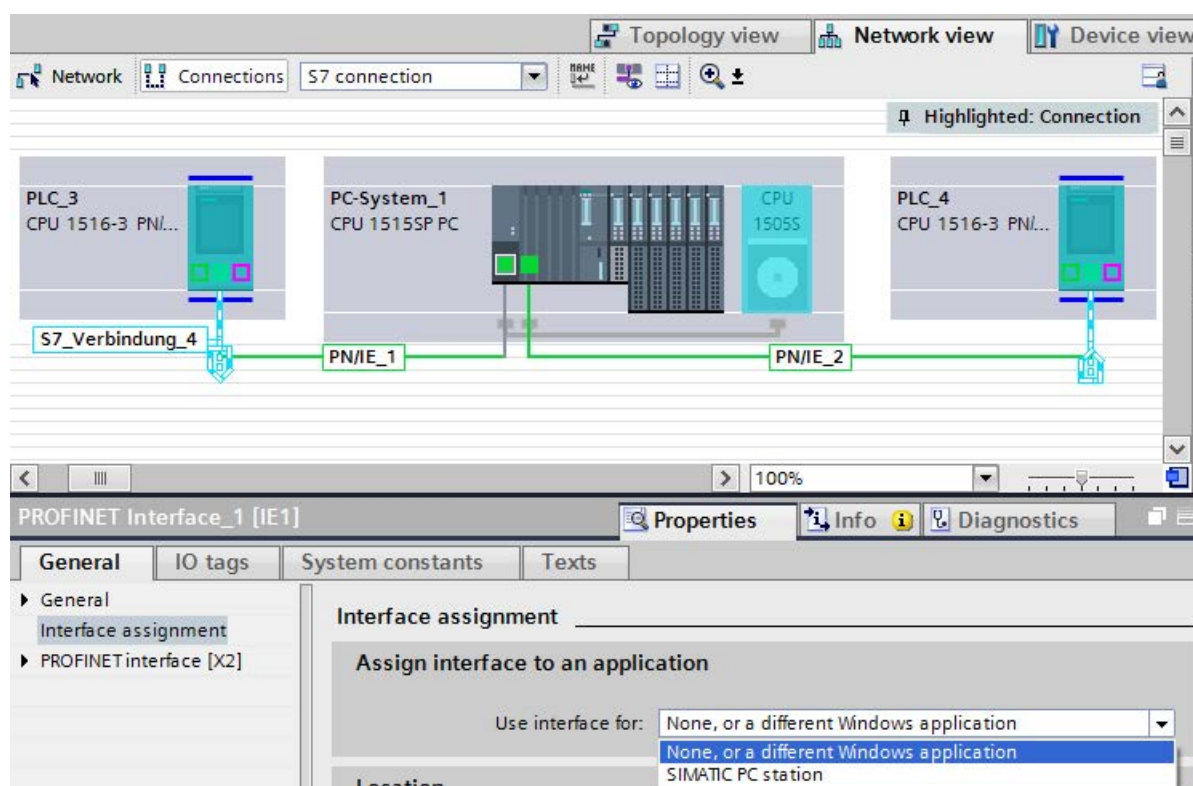 Topology view
Network view
Device view
Network
Connections
S7 connection
NAME
Highlighted: Connection
PLC_3
CPU 1516-3 PN/...
PC-System_1
CPU 1515SP PC
CPU
1505S
PLC_4
CPU 1516-3 PN/...
S7_Verbindung_4
PN/IE_1
PN/IE_2
100%
PROFINET Interface_1 [IE1]
Properties
Info
Diagnostics
General
IO tags
System constants
Texts
General
Interface assignment
PROFINET interface [X2]
Interface assignment
Assign interface to an application
Use interface for:
None, or a different Windows application
None, or a different Windows application
SIMATIC PC station
Location